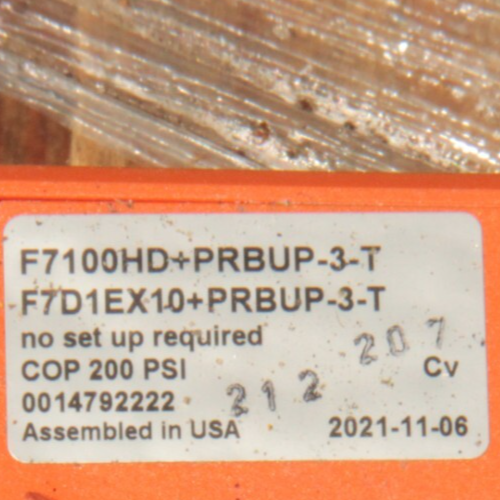 F7100HD+PRBUP-3-T
F7D1EX10+PRBUP-3-T
no set up required
207
COP 200 PSI
Cv
0014792222
212
Assembled in USA
2021-11-06